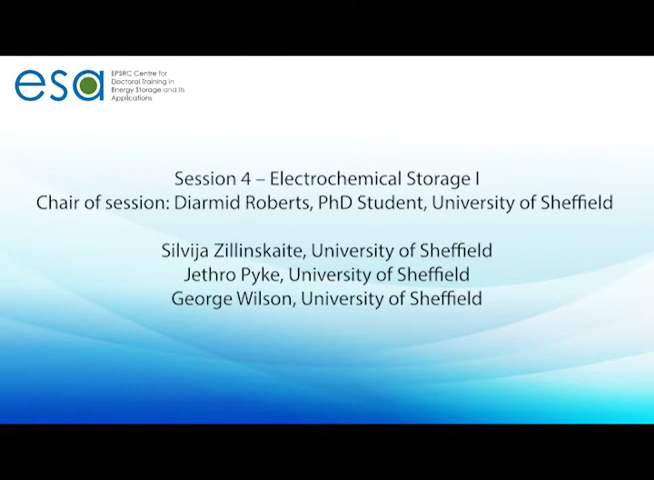 esa
EPSRC Centre for
Doctoral Training in
Energy Storage and its
Applications
Session 4 – Electrochemical Storage I
Chair of session: Diarmid Roberts, PhD Student, University of Sheffield
Silvija Zillinskaite, University of Sheffield
Jethro Pyke, University of Sheffield
George Wilson, University of Sheffield